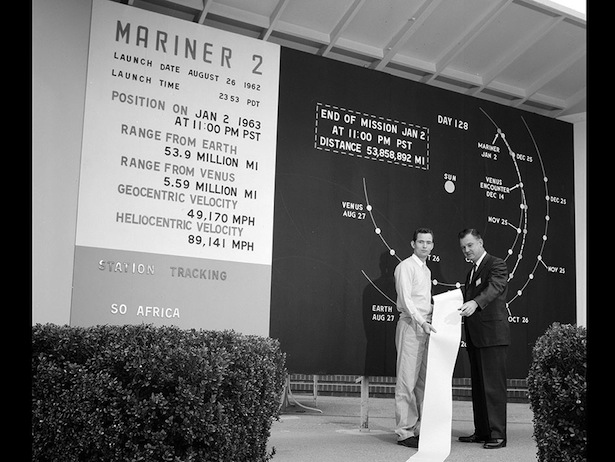 MARINER 2
LAUNCH DATE AUGUST 26 1962
LAUNCH TIME 2353 PDT
POSITION ON JAN 2 1963
AT 11:00 PM PST
RANGE FROM EARTH
53.9 MILLION MI
RANGE FROM VENUS
5.59 MILLION MI
GEOCENTRIC VELOCITY
49,170 MPH
HELIOCENTRIC VELOCITY
89,141 MPH
STATION TRACKING
SO AFRICA
END OF MISSION JAN 2
AT 11:00 PM PST
DISTANCE 53,858,892 MI
DAY 128
SUN
MARINER
JAN 2
DEC 25
VENUS
ENCOUNTER
DEC 14
DEC 25
NOV 25
NOV 25
VENUS
AUG 27
26
EARTH
AUG 27
OCT 26